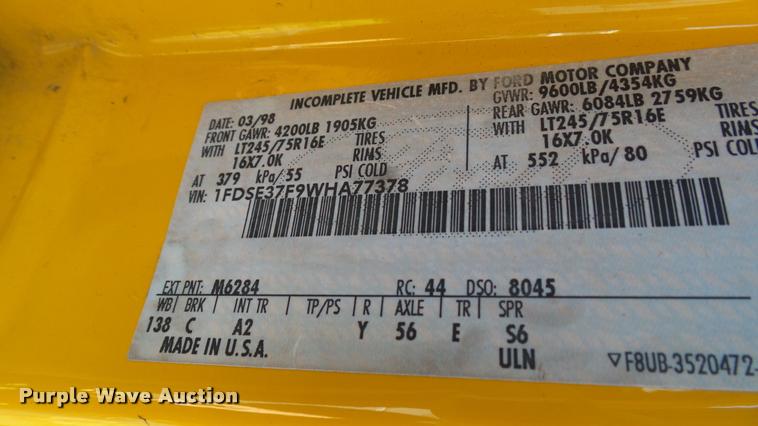 INCOMPLETE VEHICLE MFD. BY FORD MOTOR COMPANY
DATE: 03/98 GVWR: 9600LB/4354KG
FRONT GAWR: 4200LB 1905KG REAR GAWR: 6084LB 2759KG
WITH LT245/75R16E TIRES WITH LT245/75R16E TIRES
16X7.0K RIMS 16X7.0K RIMS
AT 379 kPa/55 PSI COLD AT 552 kPa/80 PSI COLD
VIN: 1FDSE37F9WHA77378
EXT PNT: M6284 RC: 44 DSO: 8045
WB BRK INT TR TP/PS R AXLE TR SPR
138 C A2 Y 56 E S6
MADE IN U.S.A. ULN
F8UB-3520472-
Purple Wave Auction